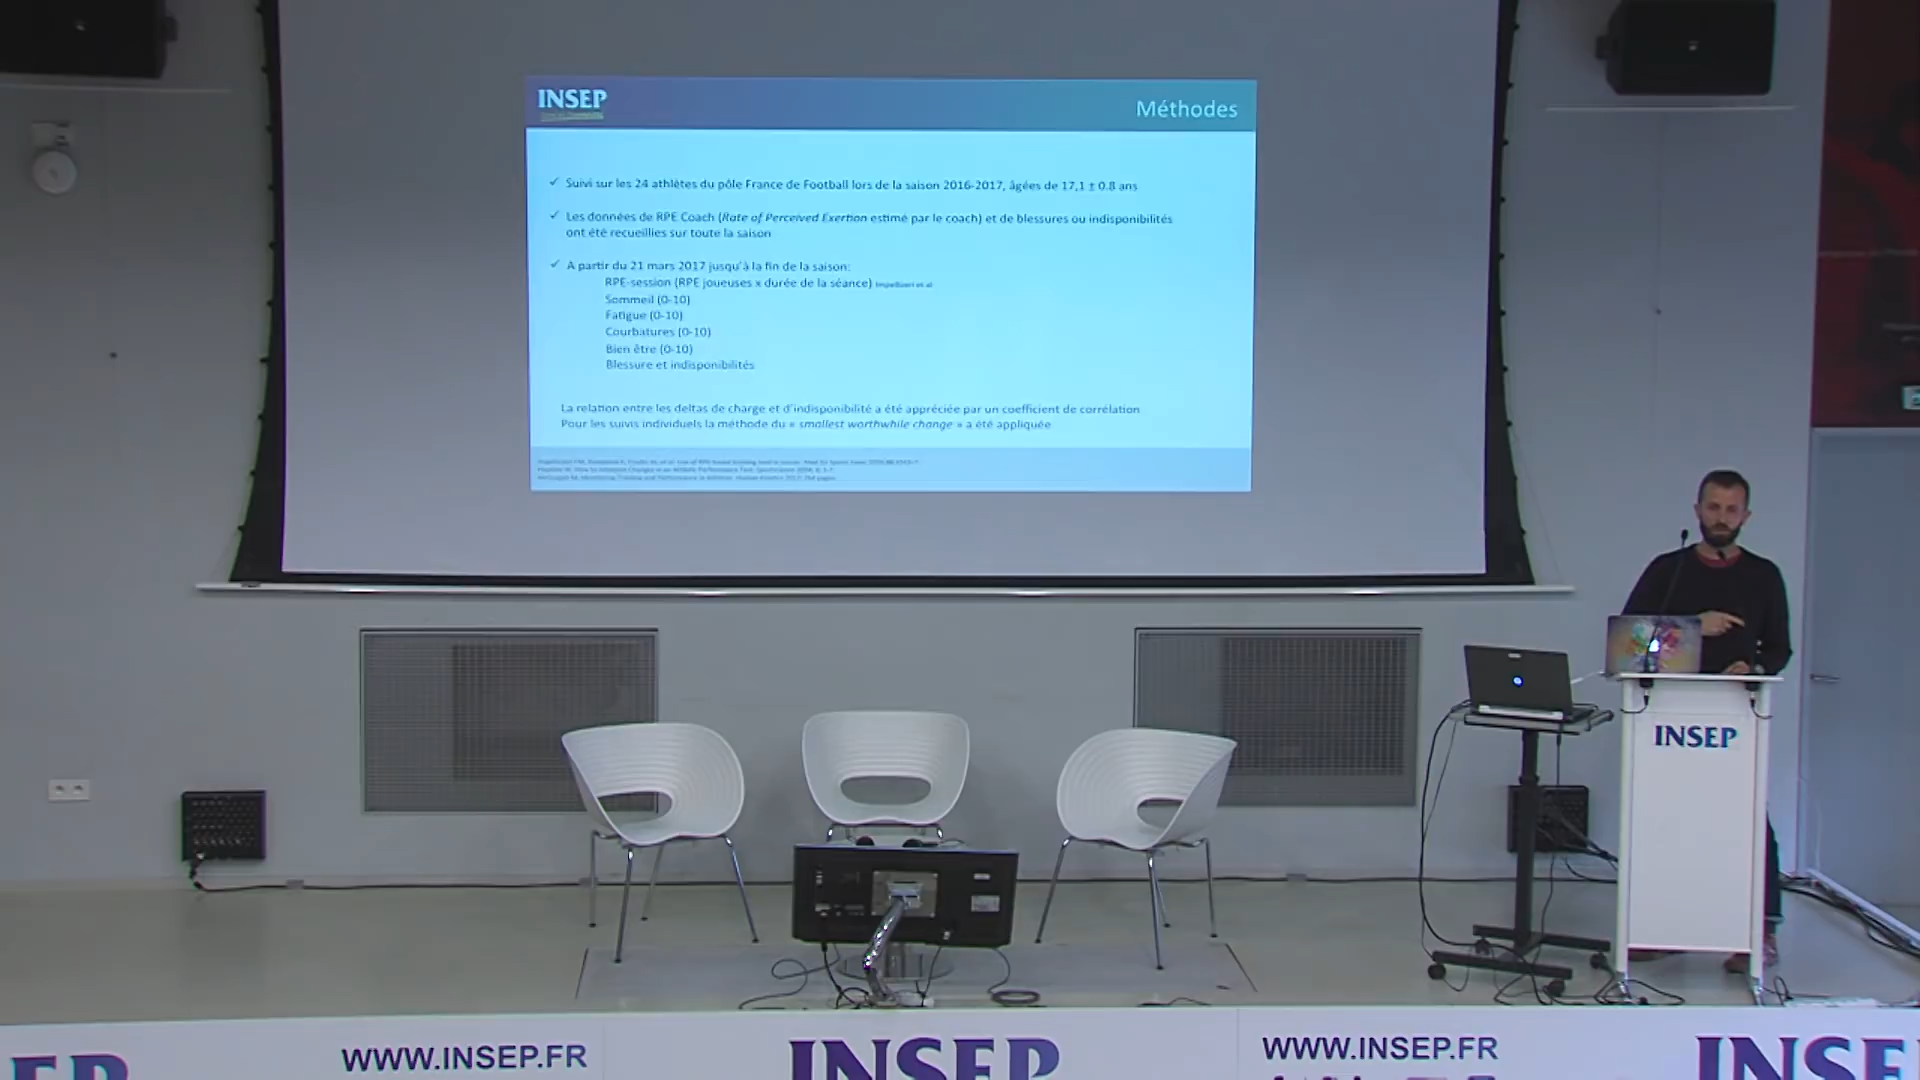 INSEP
Méthodes
✓ Suivi sur les 24 athlètes du pôle France de Football lors de la saison 2016-2017, âgées de 17,1 ± 0.8 ans
✓ Les données de RPE Coach (Rate of Perceived Exertion estimé par le coach) et de blessures ou indisponibilités
ont été recueillies sur toute la saison
✓ A partir du 21 mars 2017 jusqu'à la fin de la saison:
RPE-session (RPE joueuses x durée de la séance)
Sommeil (0-10)
Fatigue (0-10)
Courbatures (0-10)
Bien être (0-10)
Blessure et indisponibilités
La relation entre les deltas de charge et d'indisponibilité a été appréciée par un coefficient de corrélation
Pour les suivis individuels la méthode du « smallest worthwhile change » a été appliquée
INSEP
WWW.INSEP.FR
INSEP
WWW.INSEP.FR
INSE